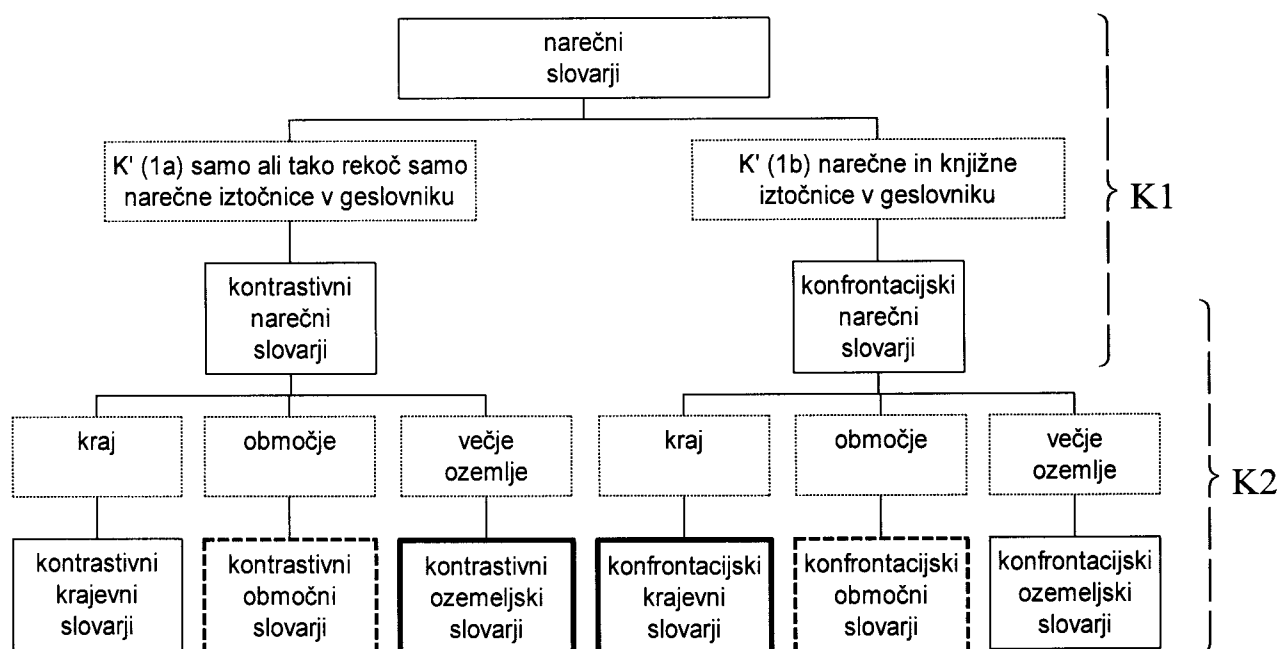 narečni
slovarji
K' (1a) samo ali tako rekoč samo
narečne iztočnice v geslovniku
K' (1b) narečne in knjižne
iztočnice v geslovniku
K1
kontrastivni
narečni
slovarji
konfrontacijski
narečni
slovarji
kraj
območje
večje
ozemlje
kraj
območje
večje
ozemlje
K2
kontrastivni
krajevni
slovarji
kontrastivni
območni
slovarji
kontrastivni
ozemeljski
slovarji
konfrontacijski
krajevni
slovarji
konfrontacijski
območni
slovarji
konfrontacijski
ozemeljski
slovarji